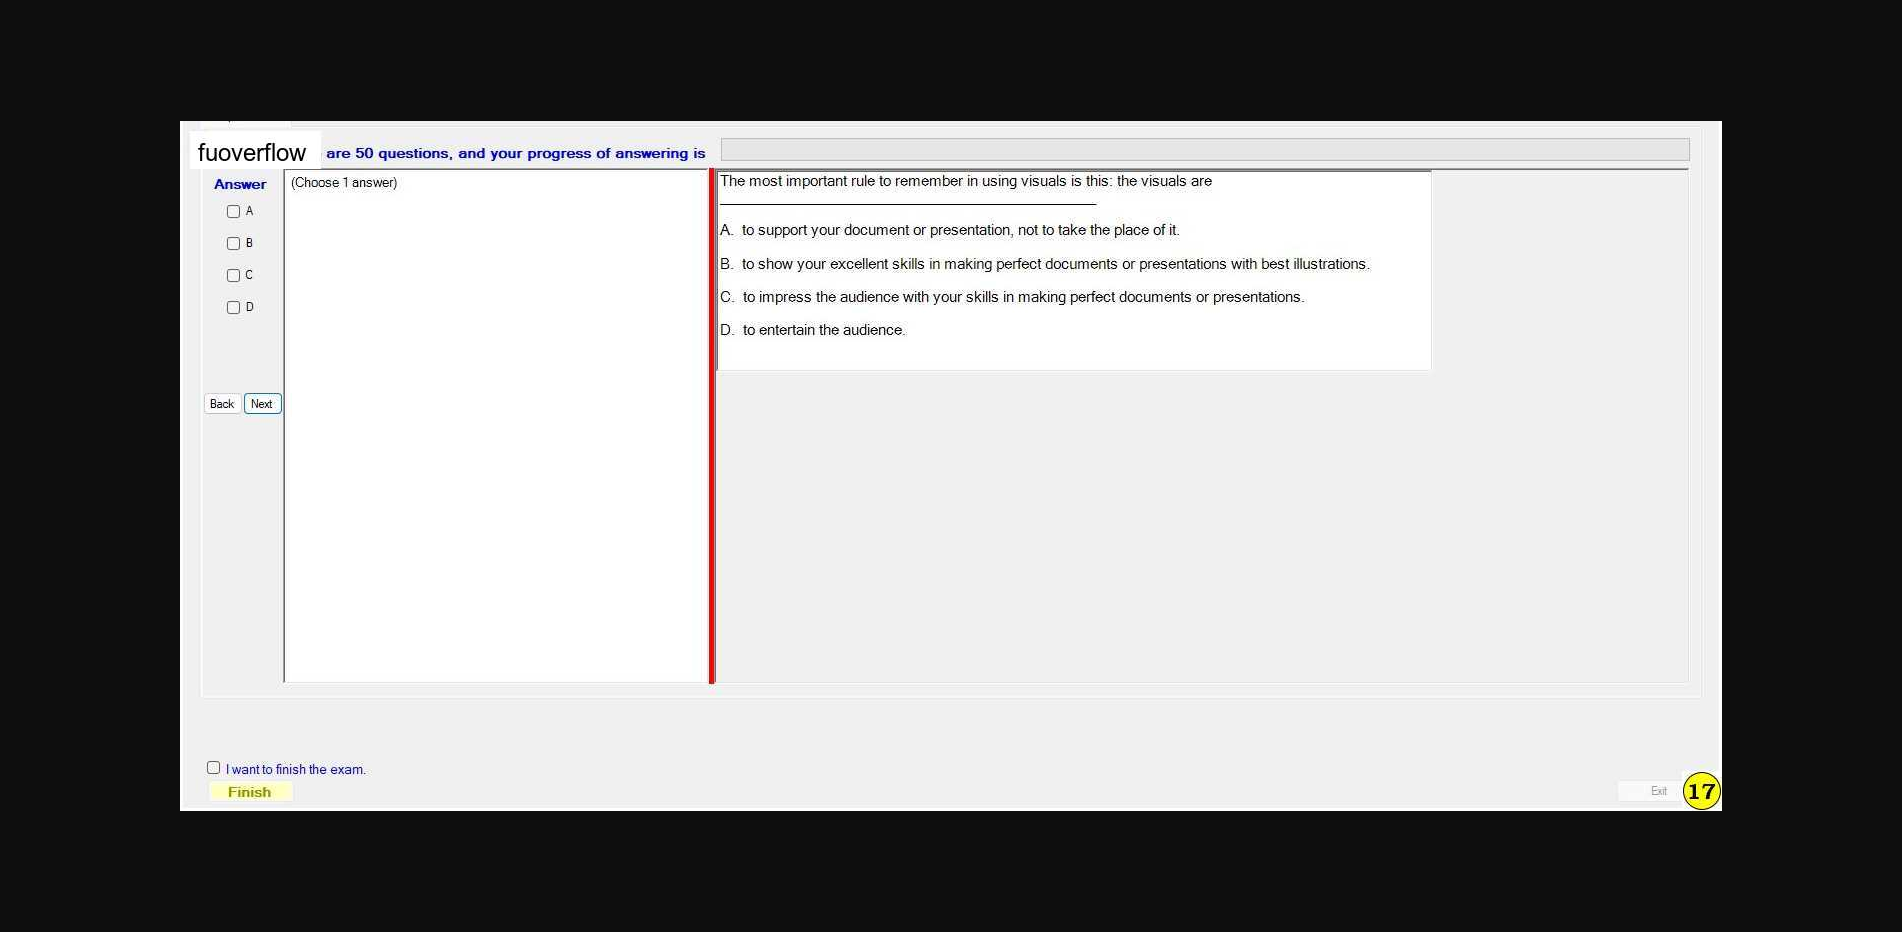 fuoverflow are 50 questions, and your progress of answering is
Answer
(Choose 1 answer)
A
B
C
D
Back Next
The most important rule to remember in using visuals is this: the visuals are
A. to support your document or presentation, not to take the place of it.
B. to show your excellent skills in making perfect documents or presentations with best illustrations.
C. to impress the audience with your skills in making perfect documents or presentations.
D. to entertain the audience.
I want to finish the exam.
Finish
Exit
17